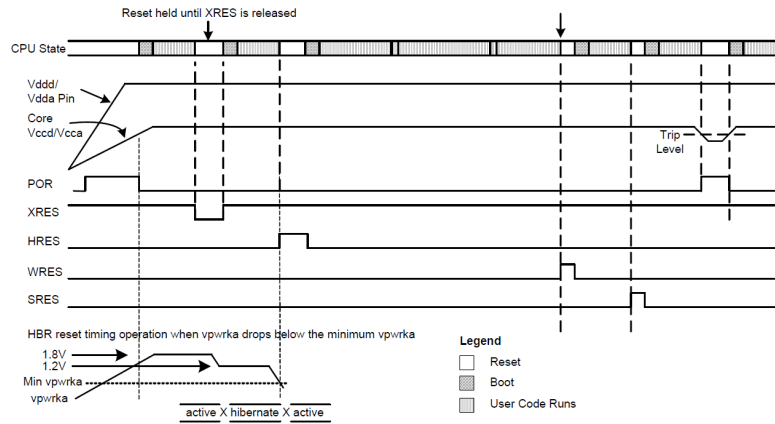 Reset held until XRES is released
CPU State
Vddd/
Vdda Pin
Core
Vccd/Vcca
Trip
Level
POR
XRES
HRES
WRES
SRES
HBR reset timing operation when vpwrka drops below the minimum vpwrka
1.8V
1.2V
Min vpwrka
vpwrka
active X hibernate X active
Legend
Reset
Boot
User Code Runs